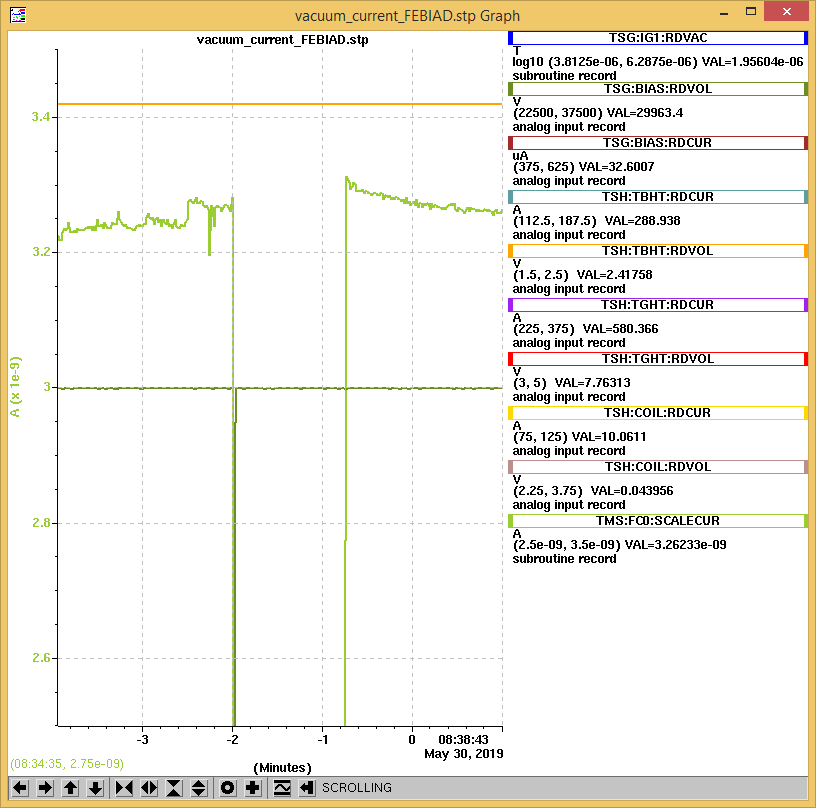 vacuum_current_FEBIAD.stp Graph
vacuum_current_FEBIAD.stp
3.4
3.2
3
2.8
2.6
A (x 1e-9)
-3
-2
-1
0
08:38:43
May 30, 2019
(Minutes)
(08:34:35, 2.75e-09)
TSG:IG1:RDVAC
T
log10 (3.8125e-06, 6.2875e-06) VAL=1.95604e-06
subroutine record
TSG:BIAS:RDVOL
V
(22500, 37500) VAL=29963.4
analog input record
TSG:BIAS:RDCUR
uA
(375, 625) VAL=32.6007
analog input record
TSH:TBHT:RDCUR
A
(112.5, 187.5) VAL=288.938
analog input record
TSH:TBHT:RDVOL
V
(1.5, 2.5) VAL=2.41758
analog input record
TSH:TGHT:RDCUR
A
(225, 375) VAL=580.366
analog input record
TSH:TGHT:RDVOL
V
(3, 5) VAL=7.76313
analog input record
TSH:COIL:RDCUR
A
(75, 125) VAL=10.0611
analog input record
TSH:COIL:RDVOL
V
(2.25, 3.75) VAL=0.043956
analog input record
TMS:FC0:SCALECUR
A
(2.5e-09, 3.5e-09) VAL=3.26233e-09
subroutine record
SCROLLING